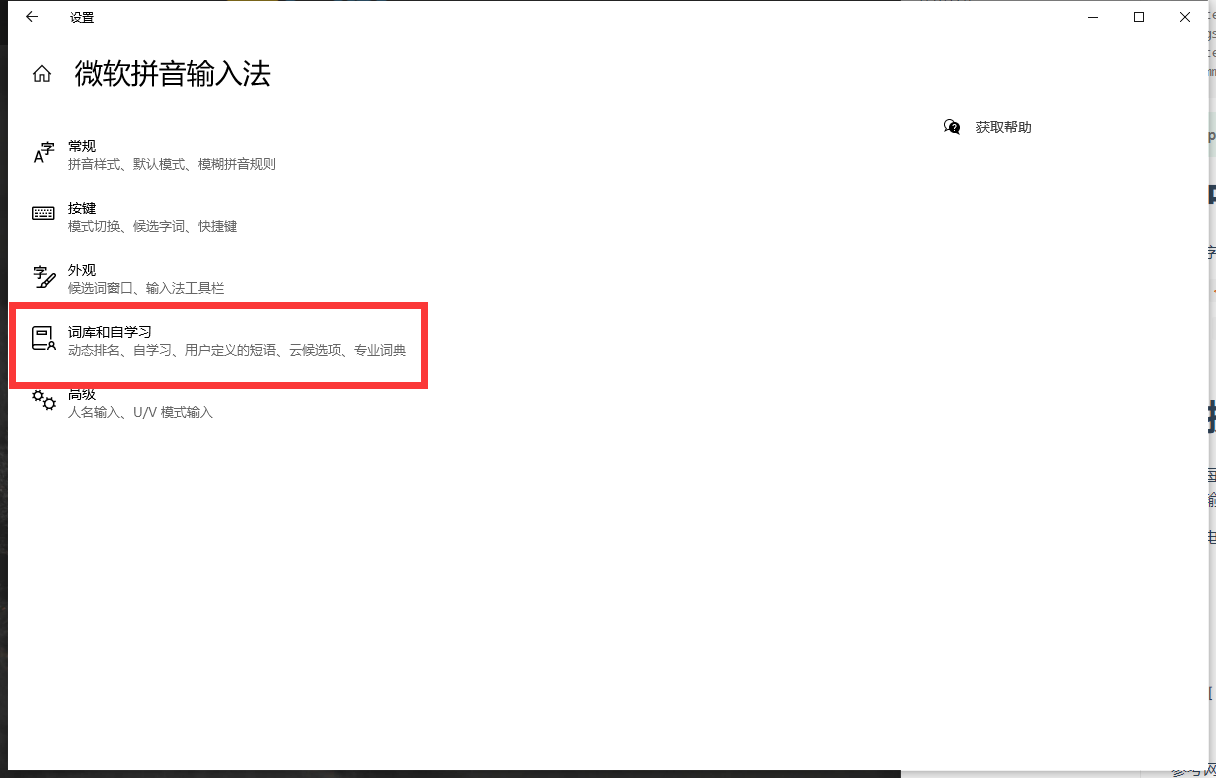 设置
微软拼音输入法
获取帮助
常规
拼音样式、默认模式、模糊拼音规则
按键
模式切换、候选字词、快捷键
外观
候选词窗口、输入法工具栏
词库和自学习
动态排名、自学习、用户定义的短语、云候选项、专业词典
高级
人名输入、U/V 模式输入